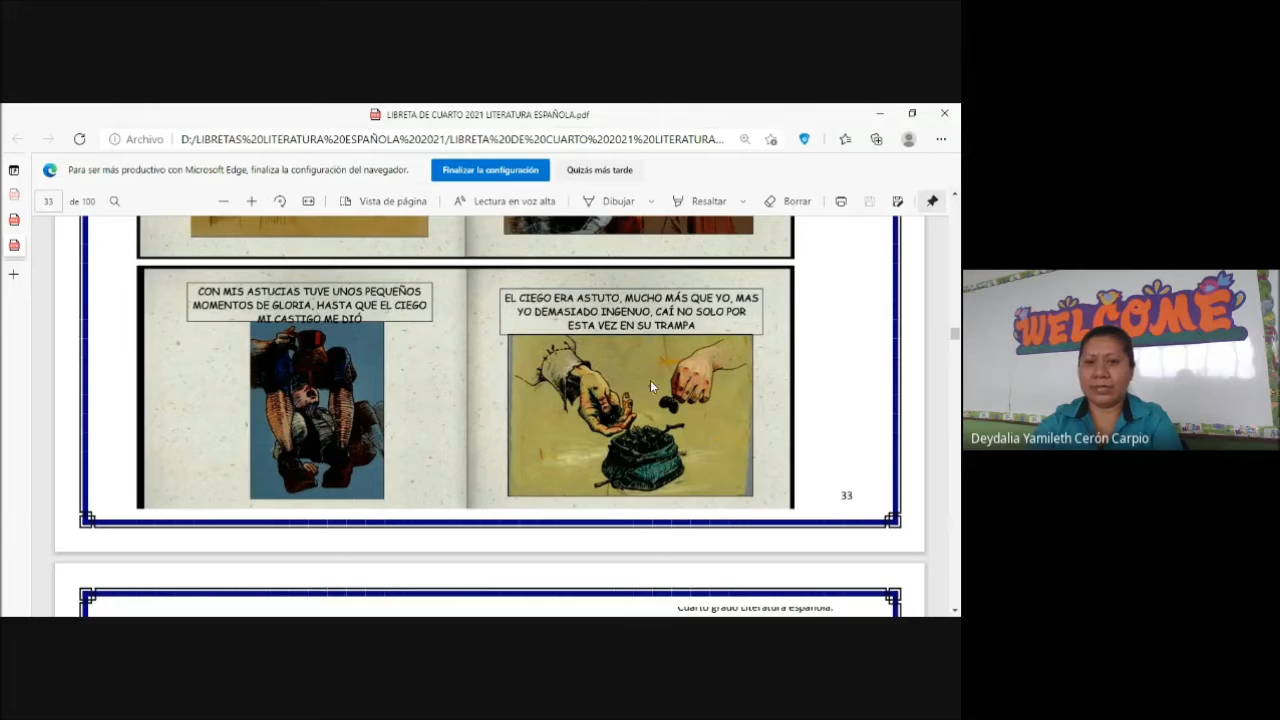 LIBRETA DE CUARTO 2021 LITERATURA ESPAÑOLA.pdf
Archivo
D:/LIBRETAS%20LITERATURA%20ESPAÑOLA%202021/LIBRETA%20DE%20CUARTO%202021%20LITERATURA...
Para ser más productivo con Microsoft Edge, finaliza la configuración del navegador.
Finalizar la configuración
Quizás más tarde
33 de 100
Vista de página
Lectura en voz alta
Dibujar
Resaltar
Borrar
CON MIS ASTUCIAS TUVE UNOS PEQUEÑOS
MOMENTOS DE GLORIA, HASTA QUE EL CIEGO
MI CASTIGO ME DIÓ
EL CIEGO ERA ASTUTO, MUCHO MÁS QUE YO, MAS
YO DEMASIADO INGENUO, CAÍ NO SOLO POR
ESTA VEZ EN SU TRAMPA
33
Cuarto grado Literatura española.
WELCOME
Deydalia Yamileth Cerón Carpio